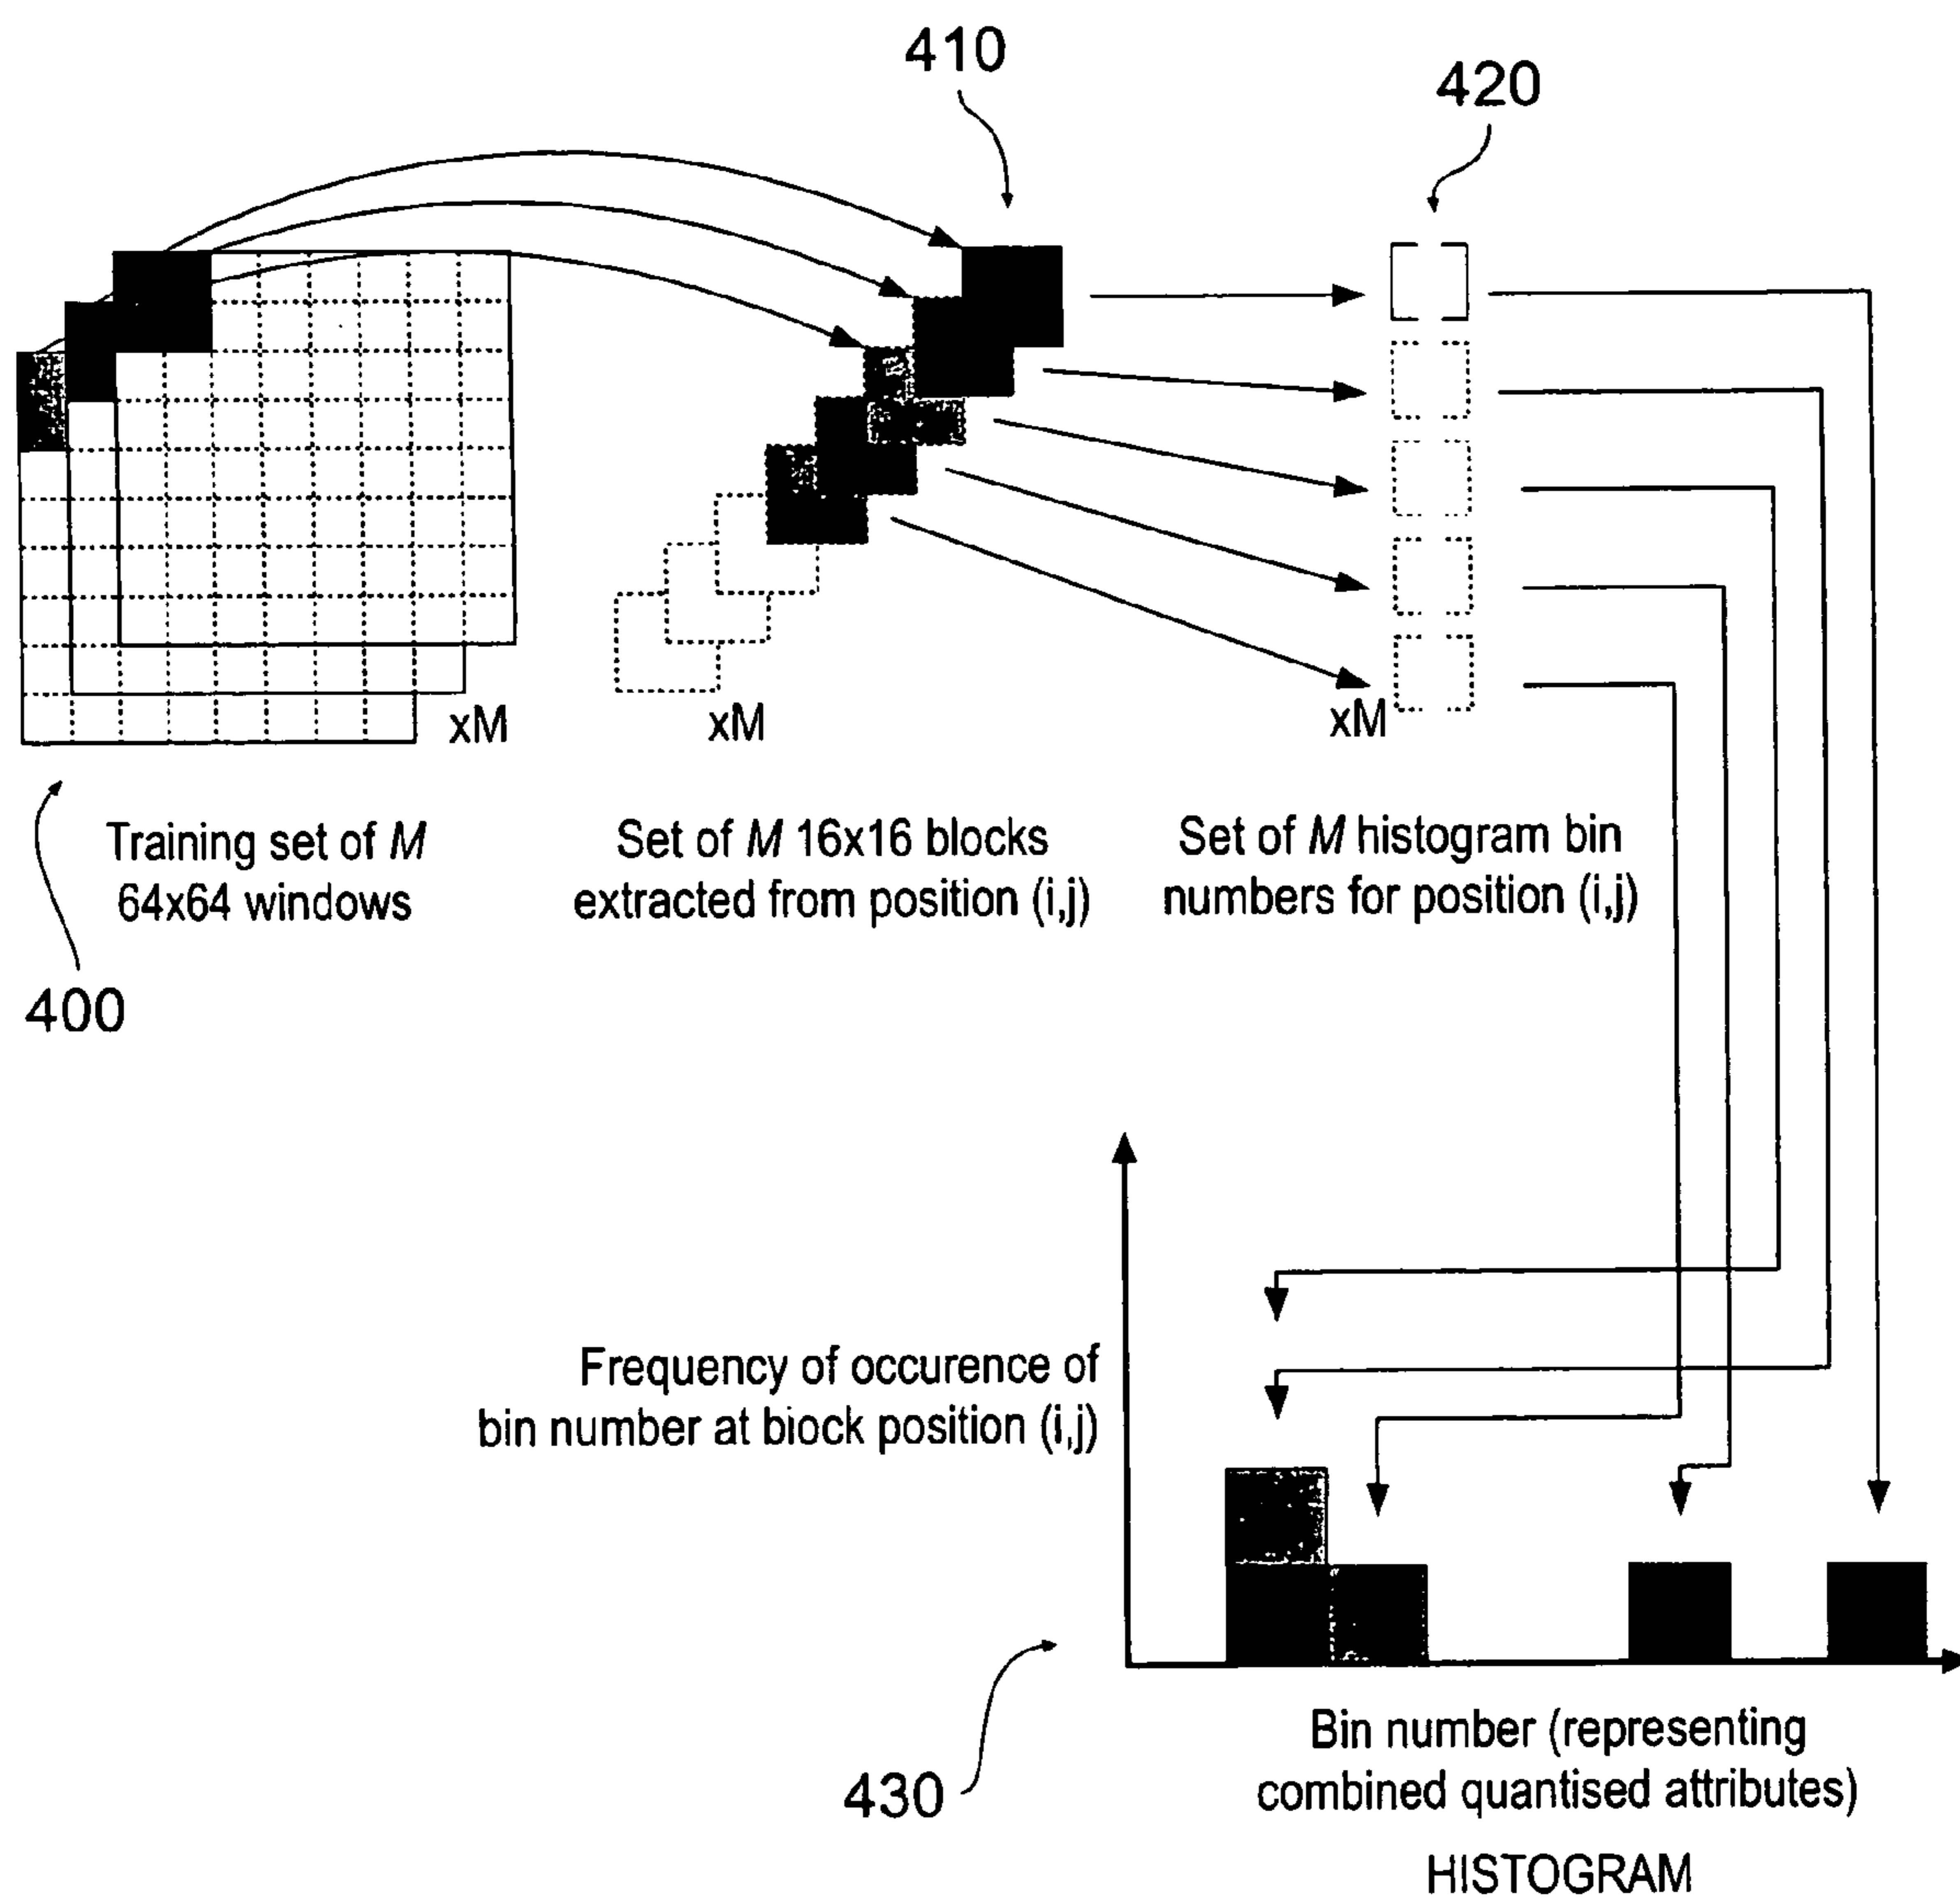 410
420
xM
xM
xM
Training set of M
64x64 windows
Set of M 16x16 blocks
extracted from position (i,j)
Set of M histogram bin
numbers for position (i,j)
400
Frequency of occurence of
bin number at block position (i,j)
430
Bin number (representing
combined quantised attributes)
HISTOGRAM